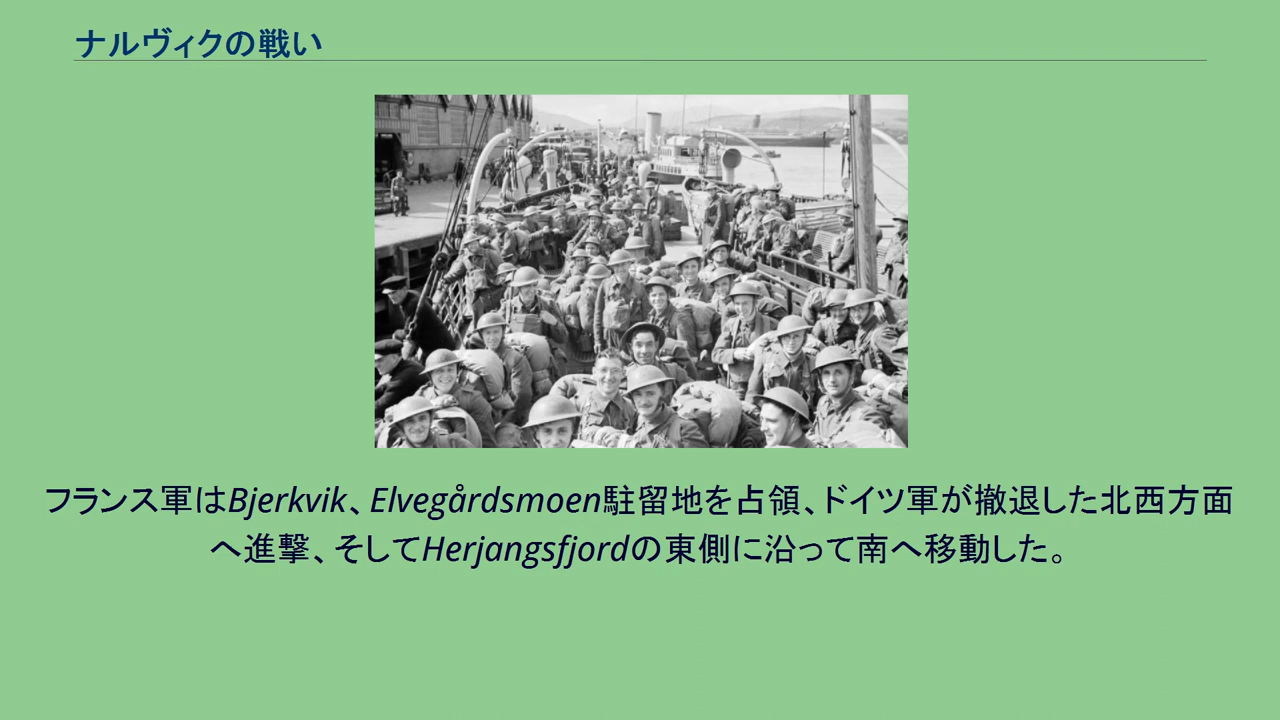 ナルヴィクの戦い
フランス軍はBjerkvik、Elvegårdsmoen駐留地を占領、ドイツ軍が撤退した北西方面
へ進撃、そしてHerjangsfjordの東側に沿って南へ移動した。